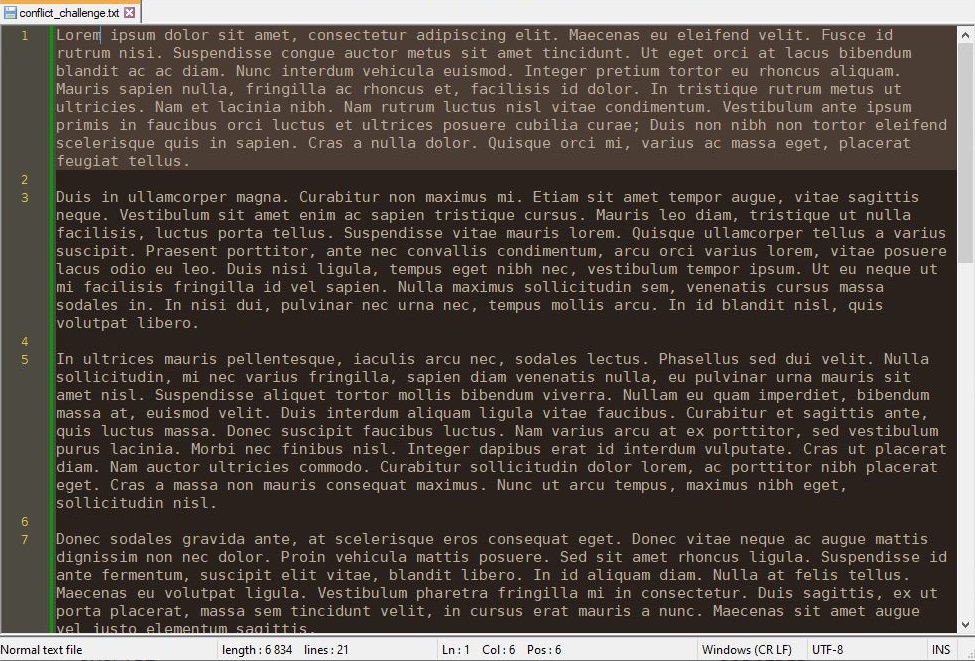 conflict_challenge.txt
1 Lorem ipsum dolor sit amet, consectetur adipiscing elit. Maecenas eu eleifend velit. Fusce id
rutrum nisi. Suspendisse congue auctor metus sit amet tincidunt. Ut eget orci at lacus bibendum
blandit ac ac diam. Nunc interdum vehicula euismod. Integer pretium tortor eu rhoncus aliquam.
Mauris sapien nulla, fringilla ac rhoncus et, facilisis id dolor. In tristique rutrum metus ut
ultricies. Nam et lacinia nibh. Nam rutrum luctus nisl vitae condimentum. Vestibulum ante ipsum
primis in faucibus orci luctus et ultrices posuere cubilia curae; Duis non nibh non tortor eleifend
scelerisque quis in sapien. Cras a nulla dolor. Quisque orci mi, varius ac massa eget, placerat
feugiat tellus.
2
3 Duis in ullamcorper magna. Curabitur non maximus mi. Etiam sit amet tempor augue, vitae sagittis
neque. Vestibulum sit amet enim ac sapien tristique cursus. Mauris leo diam, tristique ut nulla
facilisis, luctus porta tellus. Suspendisse vitae mauris lorem. Quisque ullamcorper tellus a varius
suscipit. Praesent porttitor, ante nec convallis condimentum, arcu orci varius lorem, vitae posuere
lacus odio eu leo. Duis nisi ligula, tempus eget nibh nec, vestibulum tempor ipsum. Ut eu neque ut
mi facilisis fringilla id vel sapien. Nulla maximus sollicitudin sem, venenatis cursus massa
sodales in. In nisi dui, pulvinar nec urna nec, tempus mollis arcu. In id blandit nisl, quis
volutpat libero.
4
5 In ultrices mauris pellentesque, iaculis arcu nec, sodales lectus. Phasellus sed dui velit. Nulla
sollicitudin, mi nec varius fringilla, sapien diam venenatis nulla, eu pulvinar urna mauris sit
amet nisl. Suspendisse aliquet tortor mollis bibendum viverra. Nullam eu quam imperdiet, bibendum
massa at, euismod velit. Duis interdum aliquam ligula vitae faucibus. Curabitur et sagittis ante,
quis luctus massa. Donec suscipit faucibus luctus. Nam varius arcu at ex porttitor, sed vestibulum
purus lacinia. Morbi nec finibus nisl. Integer dapibus erat id interdum vulputate. Cras ut placerat
diam. Nam auctor ultricies commodo. Curabitur sollicitudin dolor lorem, ac porttitor nibh placerat
eget. Cras a massa non mauris consequat maximus. Nunc ut arcu tempus, maximus nibh eget,
sollicitudin nisl.
6
7 Donec sodales gravida ante, at scelerisque eros consequat eget. Donec vitae neque ac augue mattis
dignissim non nec dolor. Proin vehicula mattis posuere. Sed sit amet rhoncus ligula. Suspendisse id
ante fermentum, suscipit elit vitae, blandit libero. In id aliquam diam. Nulla at felis tellus.
Maecenas eu volutpat ligula. Vestibulum pharetra fringilla mi in consectetur. Duis sagittis, ex ut
porta placerat, massa sem tincidunt velit, in cursus erat mauris a nunc. Maecenas sit amet augue
vel justo elementum sagittis.
Normal text file length : 6 834 lines : 21 Ln : 1 Col : 6 Pos : 6 Windows (CR LF) UTF-8 INS